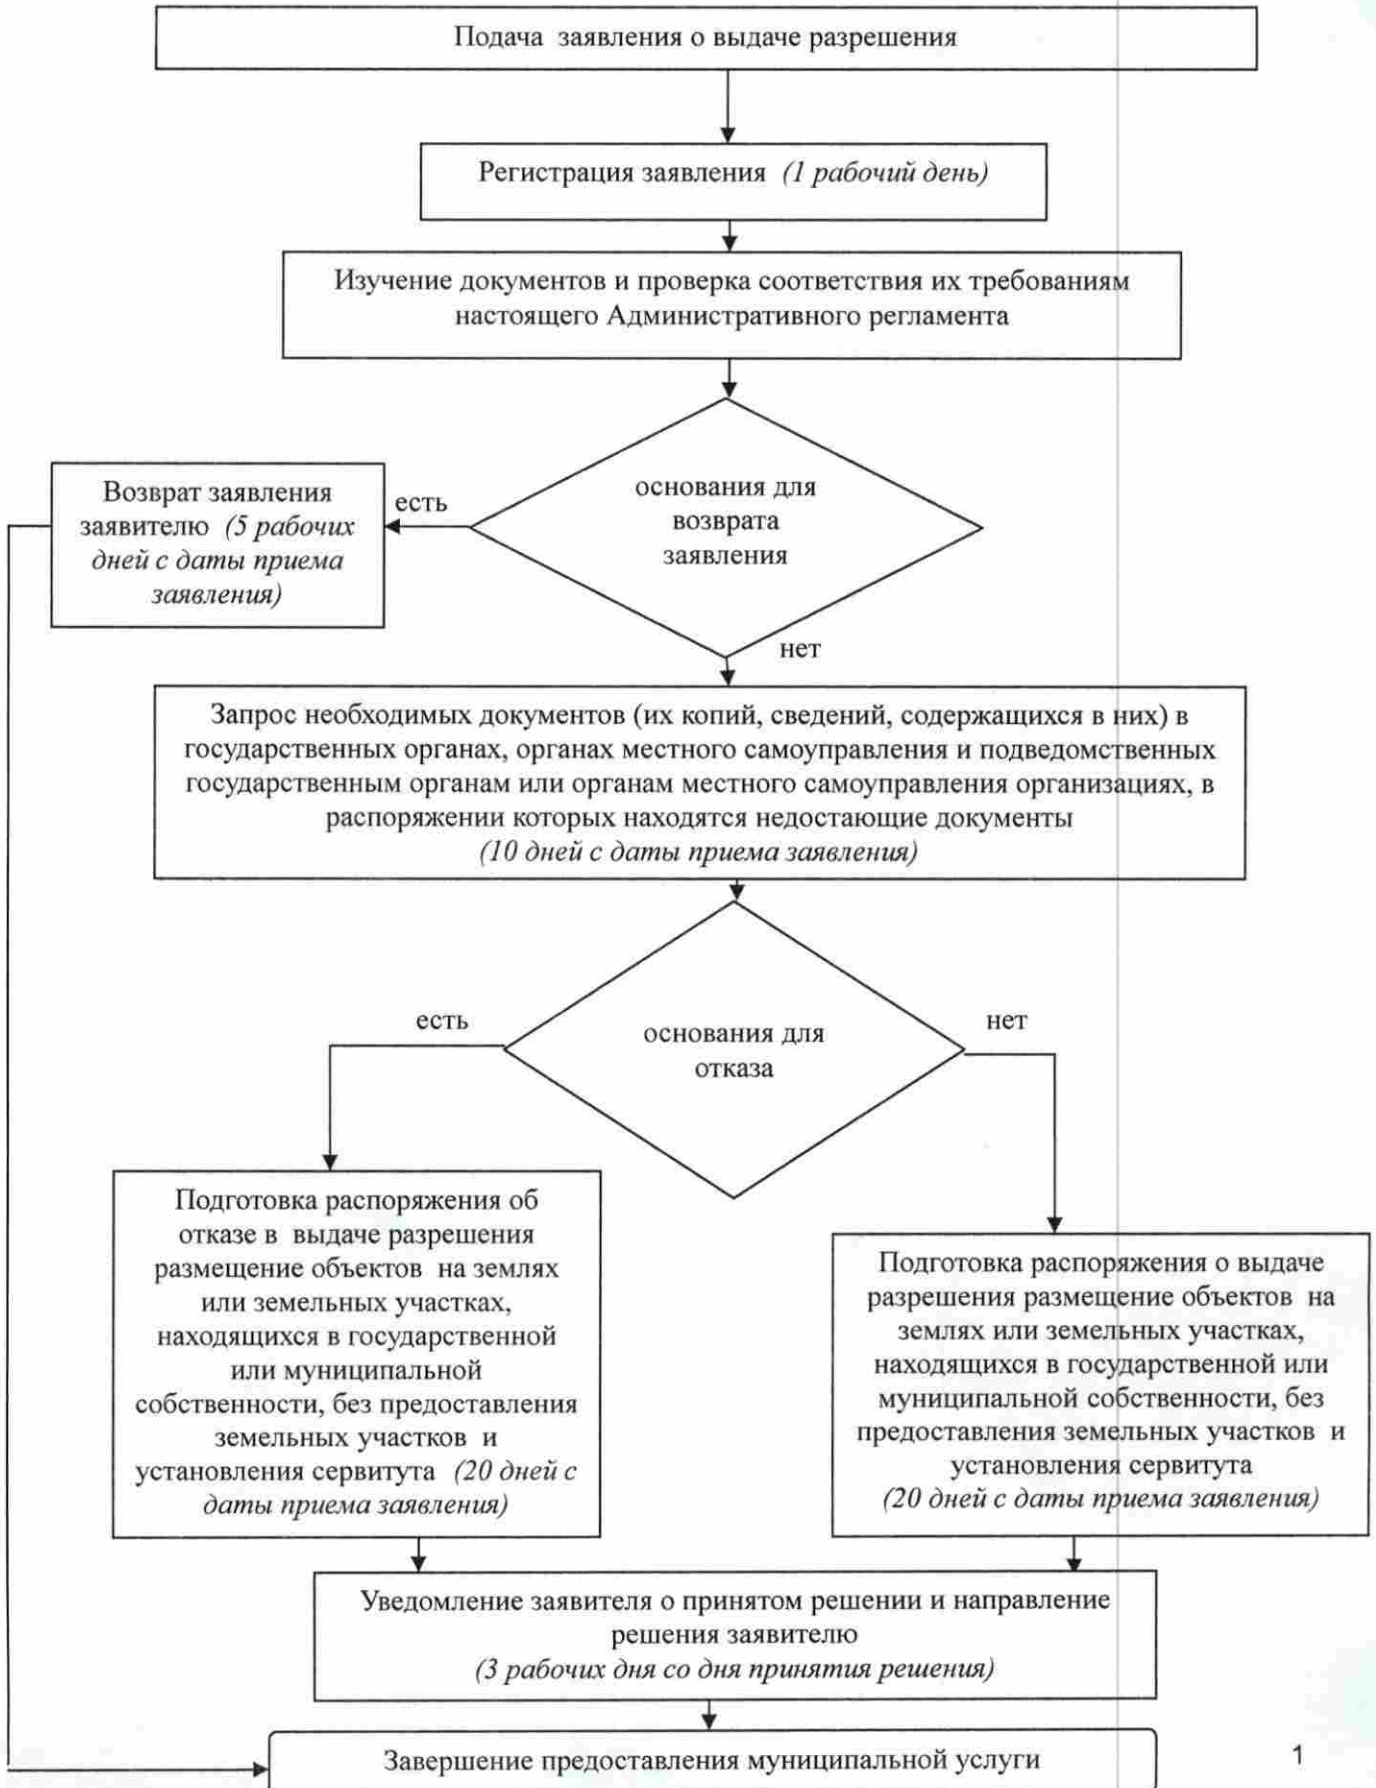 Подача заявления о выдаче разрешения
Регистрация заявления (1 рабочий день)
Изучение документов и проверка соответствия их требованиям
настоящего Административного регламента
основания для
возврата
заявления
есть
Возврат заявления
заявителю (5 рабочих
дней с даты приема
заявления)
нет
Запрос необходимых документов (их копий, сведений, содержащихся в них) в
государственных органах, органах местного самоуправления и подведомственных
государственным органам или органам местного самоуправления организациях, в
распоряжении которых находятся недостающие документы
(10 дней с даты приема заявления)
основания для
отказа
есть
нет
Подготовка распоряжения об
отказе в выдаче разрешения
размещение объектов на землях
или земельных участках,
находящихся в государственной
или муниципальной
собственности, без предоставления
земельных участков и
установления сервитута (20 дней с
даты приема заявления)
Подготовка распоряжения о выдаче
разрешения размещение объектов на
землях или земельных участках,
находящихся в государственной или
муниципальной собственности, без
предоставления земельных участков и
установления сервитута
(20 дней с даты приема заявления)
Уведомление заявителя о принятом решении и направление
решения заявителю
(3 рабочих дня со дня принятия решения)
Завершение предоставления муниципальной услуги
1